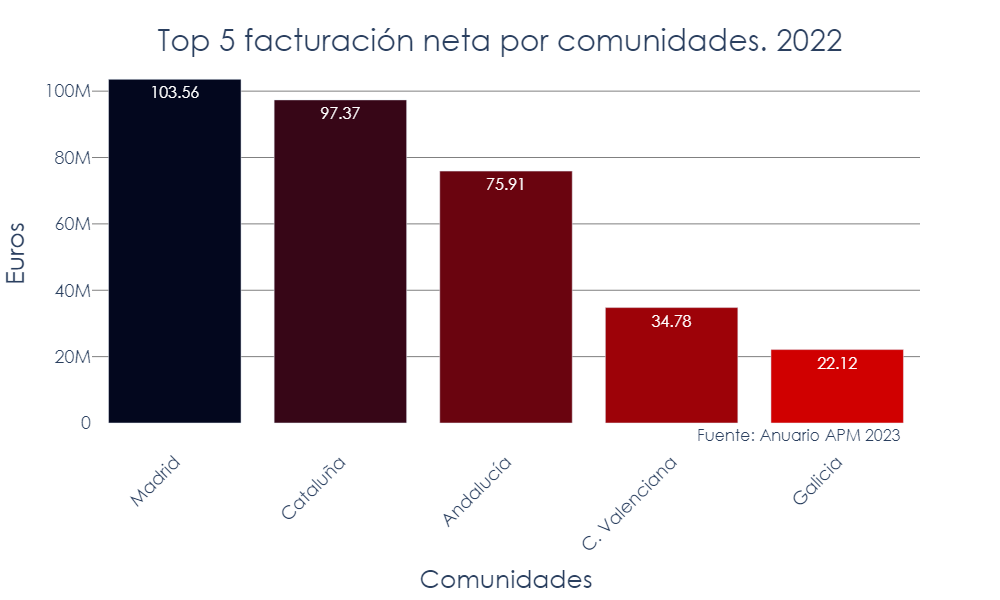 Top 5 facturación neta por comunidades. 2022
Euros
100M
80M
60M
40M
20M
0
103.56
97.37
75.91
34.78
22.12
Fuente: Anuario APM 2023
Madrid
Cataluña
Andalucía
C. Valenciana
Galicia
Comunidades